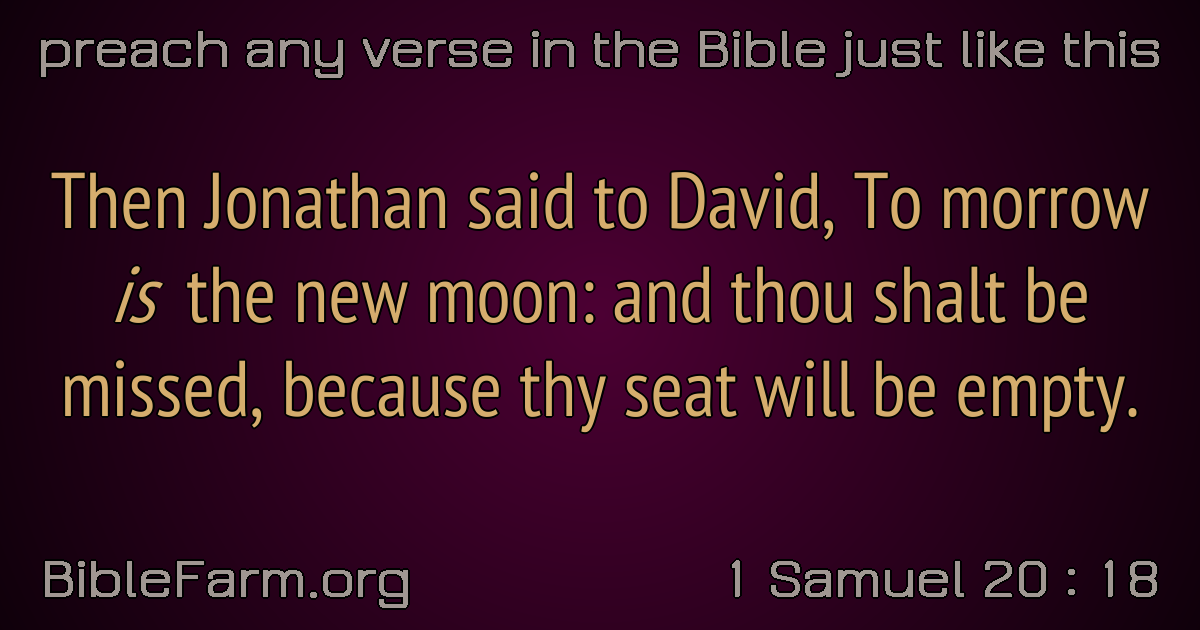 preach any verse in the Bible just like this
Then Jonathan said to David, To morrow
is the new moon: and thou shalt be
missed, because thy seat will be empty.
BibleFarm.org
1 Samuel 20 : 18